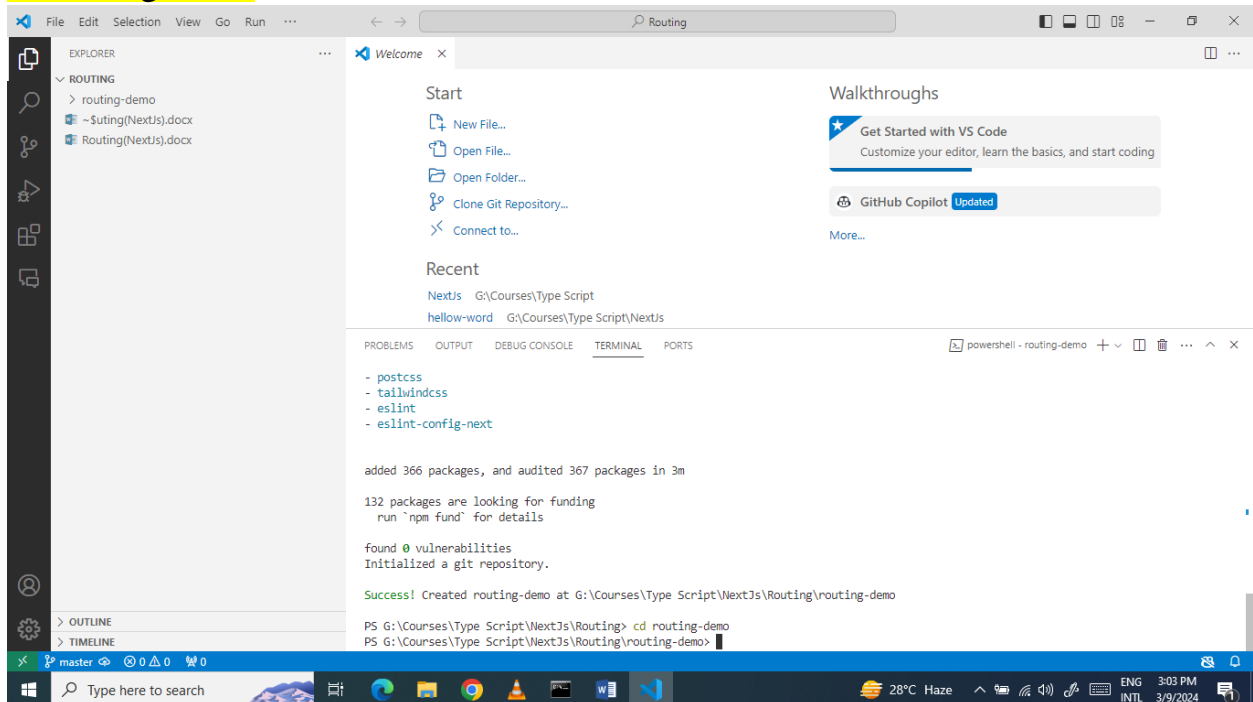 File Edit Selection View Go Run ···
Routing
EXPLORER
ROUTING
routing-demo
~$uting(NextJs).docx
Routing(NextJs).docx
OUTLINE
TIMELINE
Welcome
Start
New File...
Open File...
Open Folder...
Clone Git Repository...
Connect to...
Recent
NextJs G:\Courses\Type Script
hellow-word G:\Courses\Type Script\NextJs
Walkthroughs
Get Started with VS Code
Customize your editor, learn the basics, and start coding
GitHub Copilot Updated
More...
PROBLEMS OUTPUT DEBUG CONSOLE TERMINAL PORTS
powershell - routing-demo
- postcss
- tailwindcss
- eslint
- eslint-config-next
added 366 packages, and audited 367 packages in 3m
132 packages are looking for funding
run `npm fund` for details
found 0 vulnerabilities
Initialized a git repository.
Success! Created routing-demo at G:\Courses\Type Script\NextJs\Routing\routing-demo
PS G:\Courses\Type Script\NextJs\Routing> cd routing-demo
PS G:\Courses\Type Script\NextJs\Routing\routing-demo>
master 0 0 0
Type here to search
28°C Haze
ENG
INTL
3:03 PM
3/9/2024
1